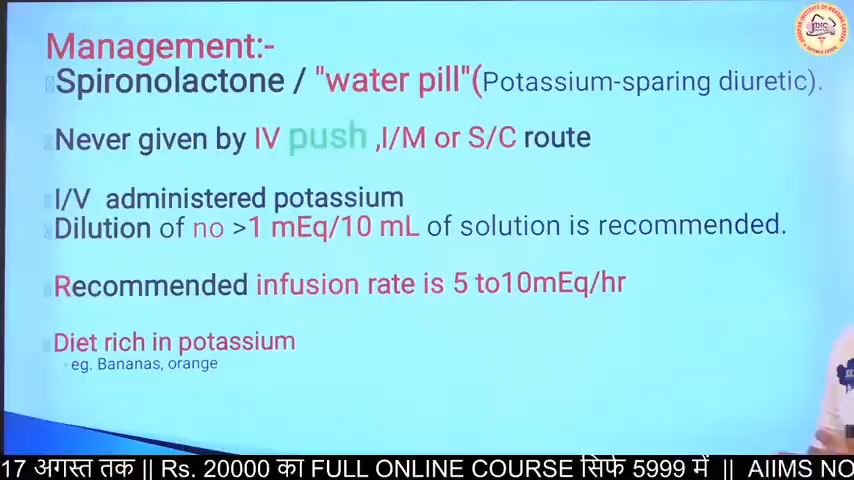 Management:-
Spironolactone / "water pill"(Potassium-sparing diuretic).
Never given by IV push ,I/M or S/C route
I/V administered potassium
Dilution of no >1 mEq/10 mL of solution is recommended.
Recommended infusion rate is 5 to10mEq/hr
Diet rich in potassium
eg. Bananas, orange
17 अगस्त तक || Rs. 20000 का FULL ONLINE COURSE सिर्फ 5999 में || AIIMS NO